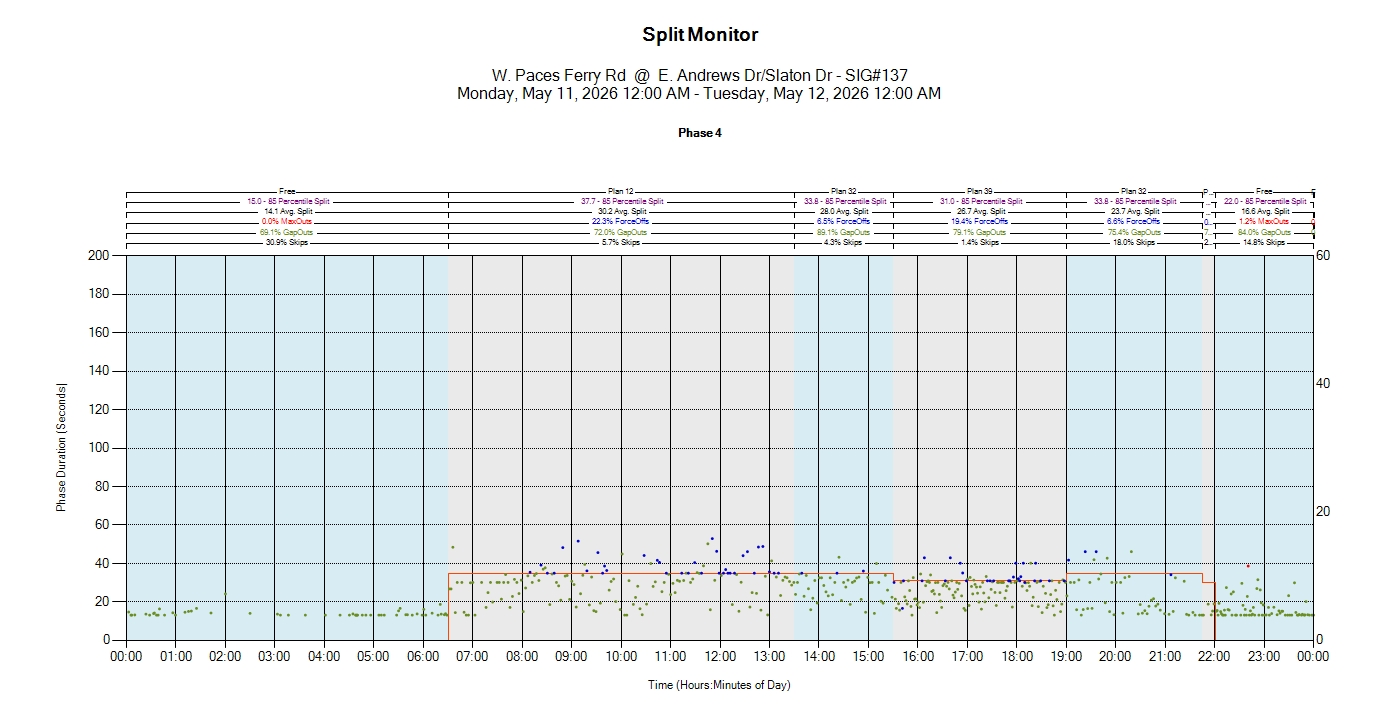 Split Monitor
W. Paces Ferry Rd @ E. Andrews Dr/Slaton Dr - SIG#137
Monday, May 11, 2026 12:00 AM - Tuesday, May 12, 2026 12:00 AM
Phase 4
Free Plan 12 Plan 32 Plan 39 Plan 32 P... Free F
15.0 - 85 Percentile Split 37.7 - 85 Percentile Split 33.8 - 85 Percentile Split 31.0 - 85 Percentile Split 33.8 - 85 Percentile Split ... 22.0 - 85 Percentile Split
14.1 Avg. Split 30.2 Avg. Split 28.0 Avg. Split 26.7 Avg. Split 23.7 Avg. Split ... 16.6 Avg. Split
0.0% MaxOuts 22.3% ForceOffs 6.5% ForceOffs 19.4% ForceOffs 6.6% ForceOffs 0... 1.2% MaxOuts
69.1% GapOuts 72.0% GapOuts 89.1% GapOuts 79.1% GapOuts 75.4% GapOuts 7... 84.0% GapOuts
30.9% Skips 5.7% Skips 4.3% Skips 1.4% Skips 18.0% Skips 2... 14.8% Skips
200 60
180
160
140 40
120
100
80
60 20
40
20
0 0
Phase Duration (Seconds)
00:00 01:00 02:00 03:00 04:00 05:00 06:00 07:00 08:00 09:00 10:00 11:00 12:00 13:00 14:00 15:00 16:00 17:00 18:00 19:00 20:00 21:00 22:00 23:00 00:00
Time (Hours:Minutes of Day)